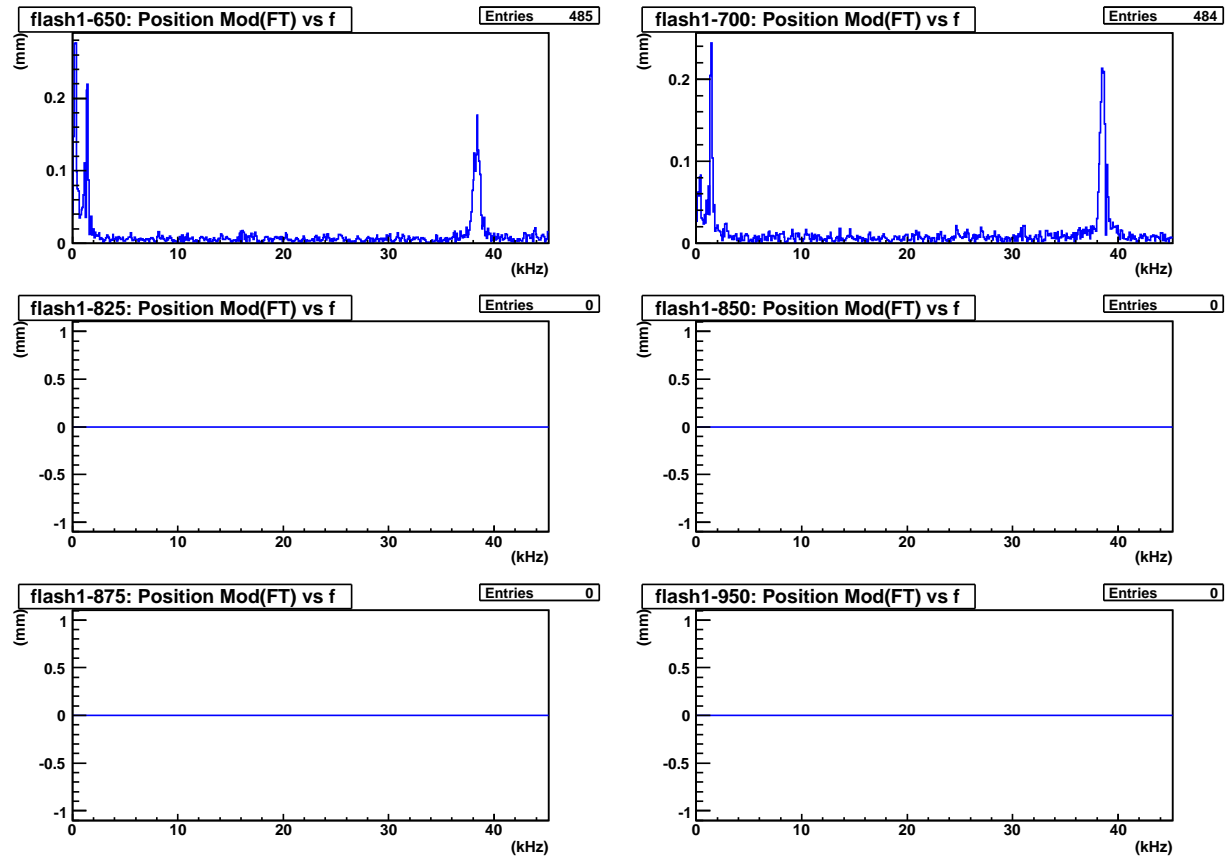 flash1-650: Position Mod(FT) vs f
Entries 485
(mm)
0.2
0.1
0
0 10 20 30 40
(kHz)
flash1-700: Position Mod(FT) vs f
Entries 484
(mm)
0.2
0.1
0
0 10 20 30 40
(kHz)
flash1-825: Position Mod(FT) vs f
Entries 0
(mm)
1
0.5
0
-0.5
-1
0 10 20 30 40
(kHz)
flash1-850: Position Mod(FT) vs f
Entries 0
(mm)
1
0.5
0
-0.5
-1
0 10 20 30 40
(kHz)
flash1-875: Position Mod(FT) vs f
Entries 0
(mm)
1
0.5
0
-0.5
-1
0 10 20 30 40
(kHz)
flash1-950: Position Mod(FT) vs f
Entries 0
(mm)
1
0.5
0
-0.5
-1
0 10 20 30 40
(kHz)